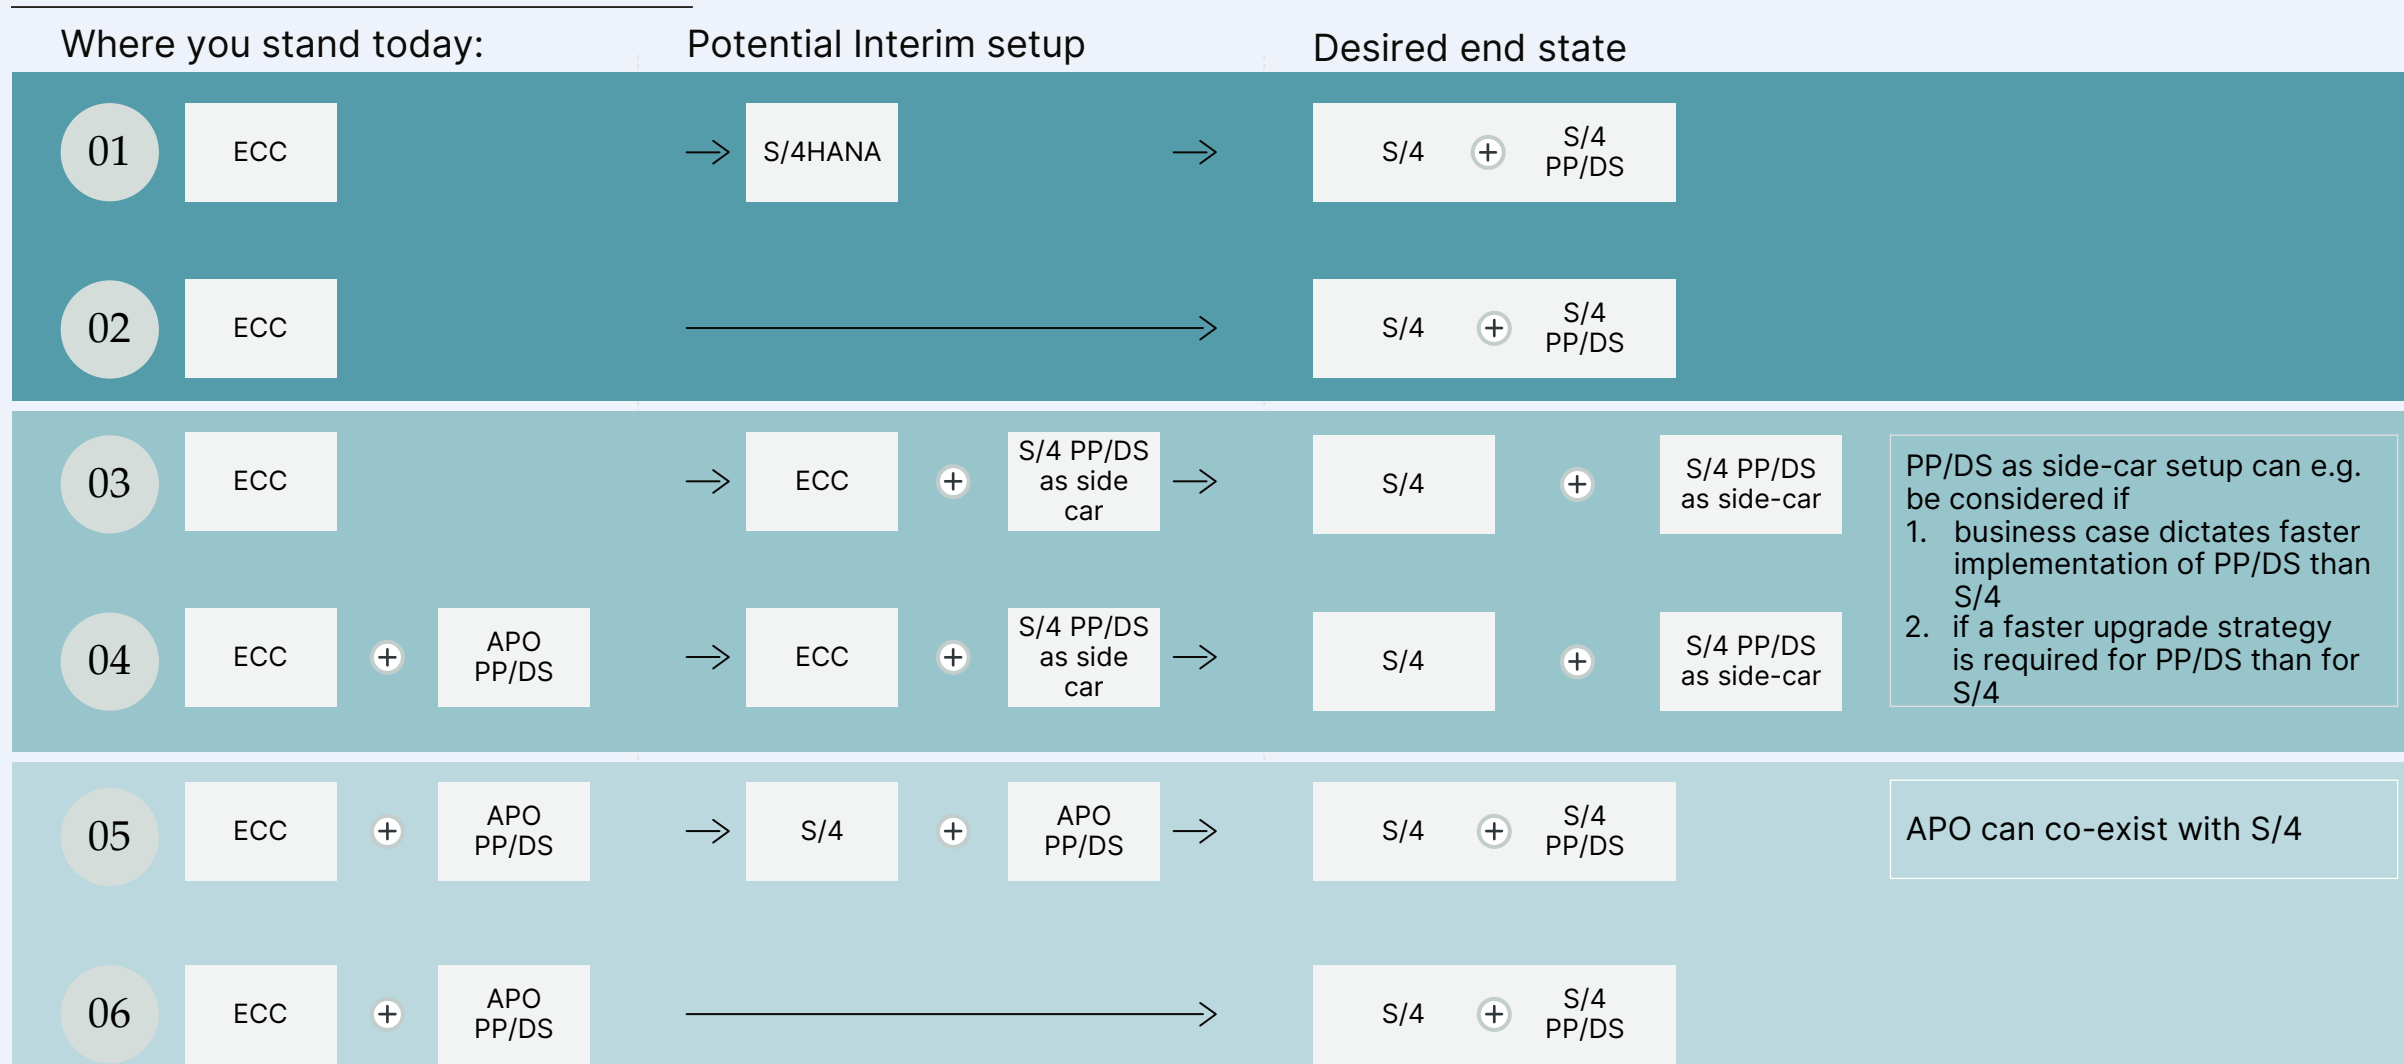 Where you stand today:
Potential Interim setup
Desired end state
01
ECC
S/4HANA
S/4
S/4
PP/DS
02
ECC
S/4
S/4
PP/DS
03
ECC
ECC
S/4 PP/DS
as side
car
S/4
S/4 PP/DS
as side-car
PP/DS as side-car setup can e.g.
be considered if
1. business case dictates faster
implementation of PP/DS than
S/4
2. if a faster upgrade strategy
is required for PP/DS than for
S/4
04
ECC
APO
PP/DS
ECC
S/4 PP/DS
as side
car
S/4
S/4 PP/DS
as side-car
05
ECC
APO
PP/DS
S/4
APO
PP/DS
S/4
S/4
PP/DS
APO can co-exist with S/4
06
ECC
APO
PP/DS
S/4
S/4
PP/DS